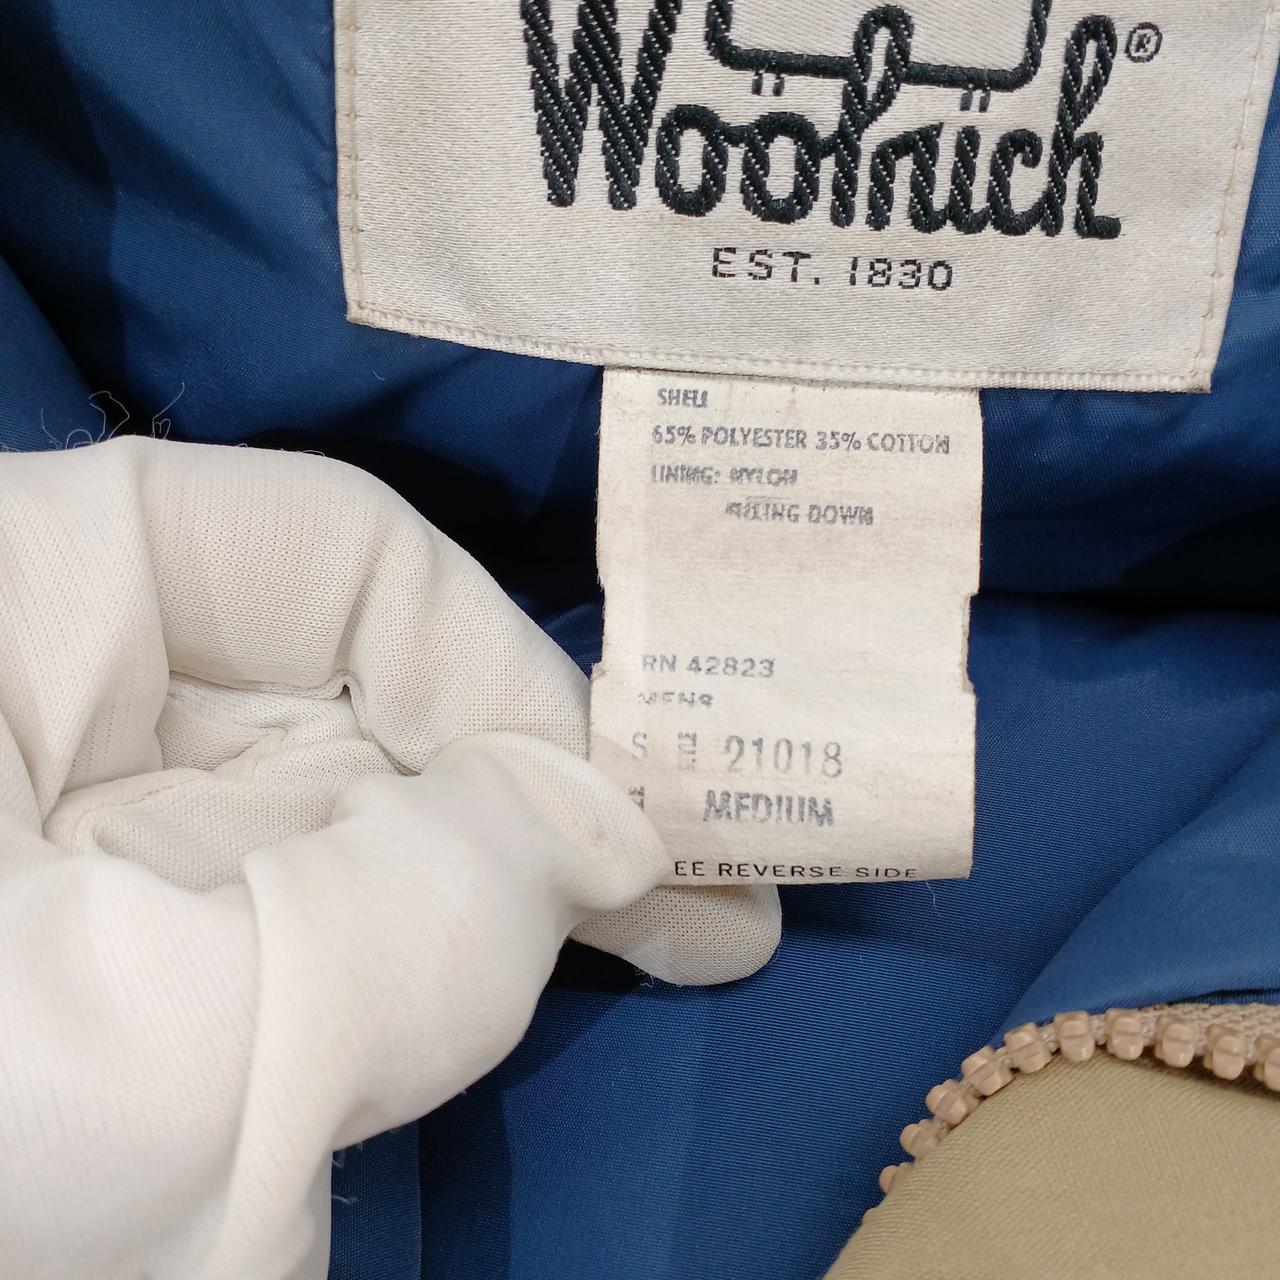 Woolrich®
EST. 1830
SHELL
65% POLYESTER 35% COTTON
LINING: NYLON
FILLING DOWN
RN 42823
MENS
S 21018
MEDIUM
EE REVERSE SIDE